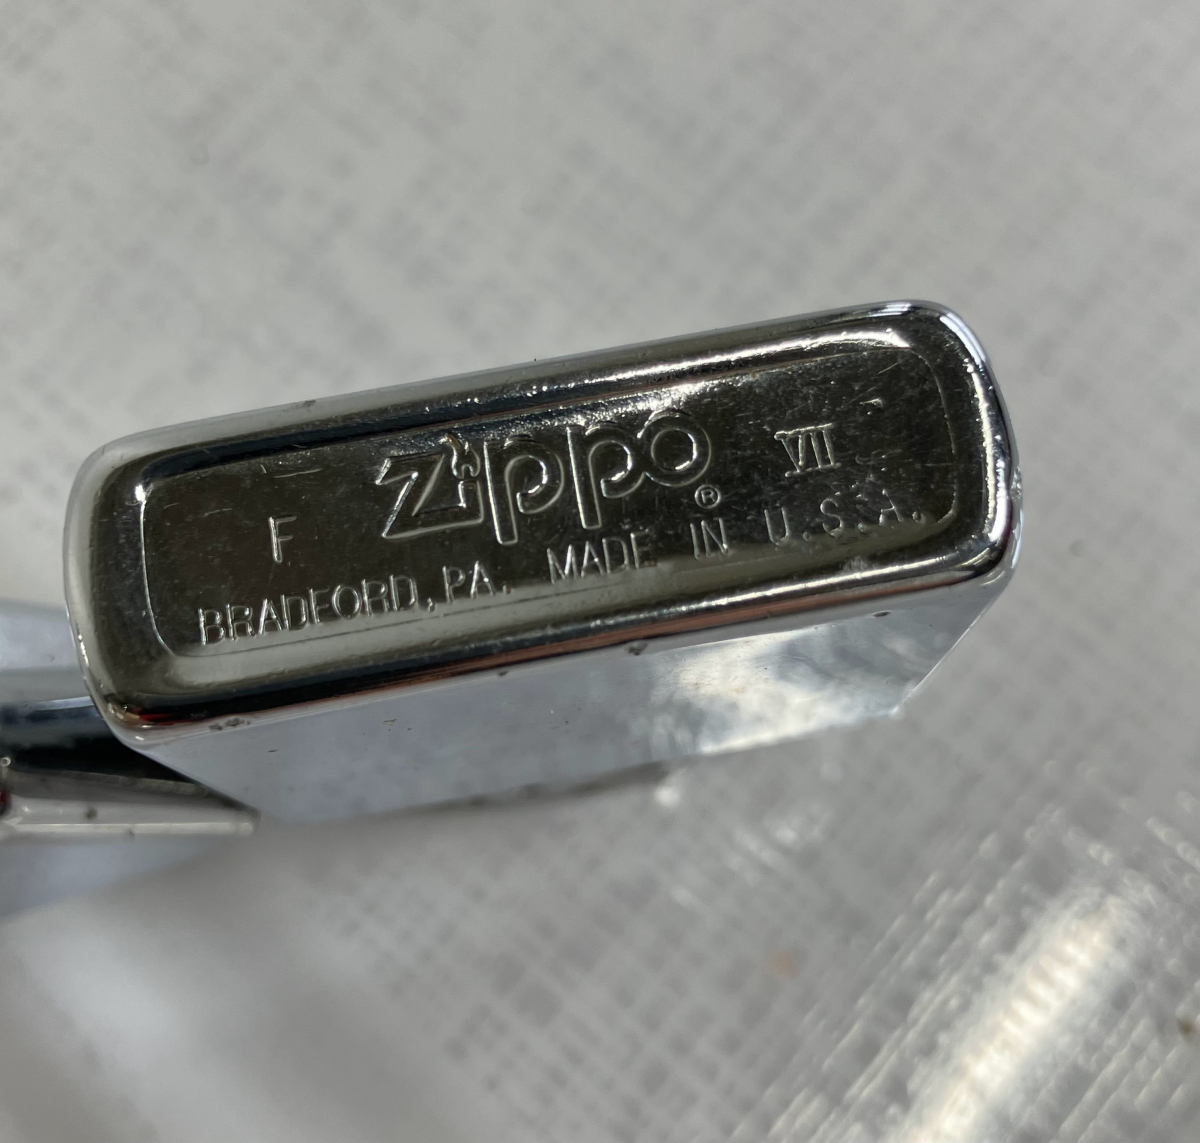 F Zippo ® VII
BRADFORD, PA. MADE IN U.S.A.